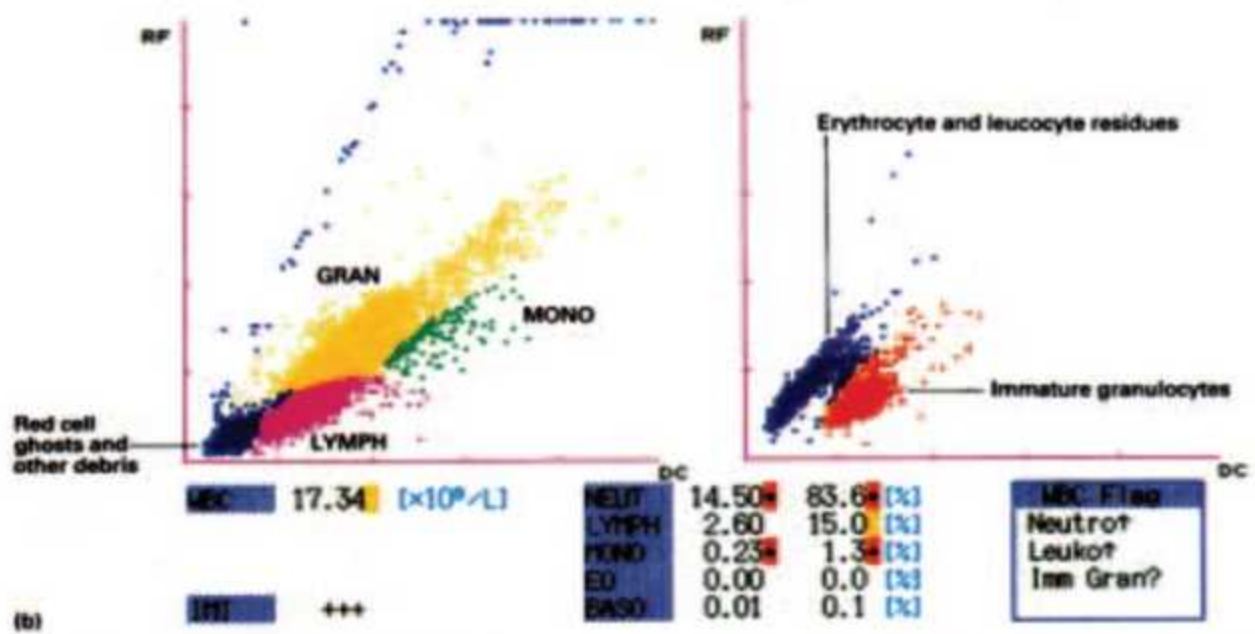 RF
GRAN
MONO
LYMPH
Red cell
ghosts and
other debris
DC
RF
Erythrocyte and leucocyte residues
Immature granulocytes
DC
WBC 17.34 [×10⁹/L]
IMI +++
NEUT 14.50* 83.6* [%]
LYMPH 2.60 15.0 [%]
MONO 0.23* 1.3* [%]
EO 0.00 0.0 [%]
BASO 0.01 0.1 [%]
WBC Flag
Neutro↑
Leuko↑
Imm Gran?
(b)